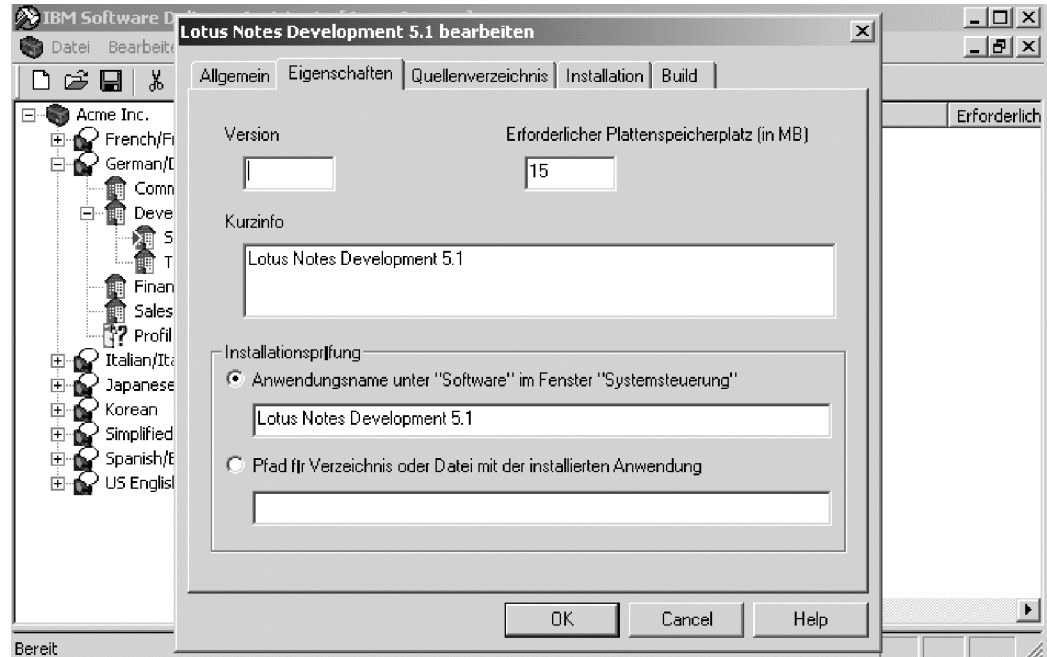 IBM Software D
Lotus Notes Development 5.1 bearbeiten
Datei Bearbeite
Allgemein Eigenschaften Quellenverzeichnis Installation Build
Acme Inc.
Erforderlich
French/Fr
German/D
Comm
Deve
S
T
Finan
Sales
Profil
Italian/Ita
Japanese
Korean
Simplified
Spanish/E
US English
Version
Erforderlicher Plattenspeicherplatz (in MB)
15
Kurzinfo
Lotus Notes Development 5.1
Installationsprlfung
Anwendungsname unter "Software" im Fenster "Systemsteuerung"
Lotus Notes Development 5.1
Pfad flr Verzeichnis oder Datei mit der installierten Anwendung
OK Cancel Help
Bereit